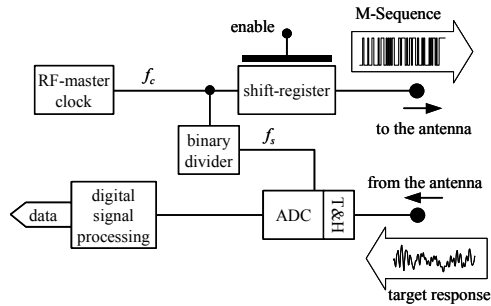 M-Sequence
enable
RF-master
clock
fc
shift-register
to the antenna
binary
divider
fs
from the antenna
data
digital
signal
processing
ADC
T&H
target response